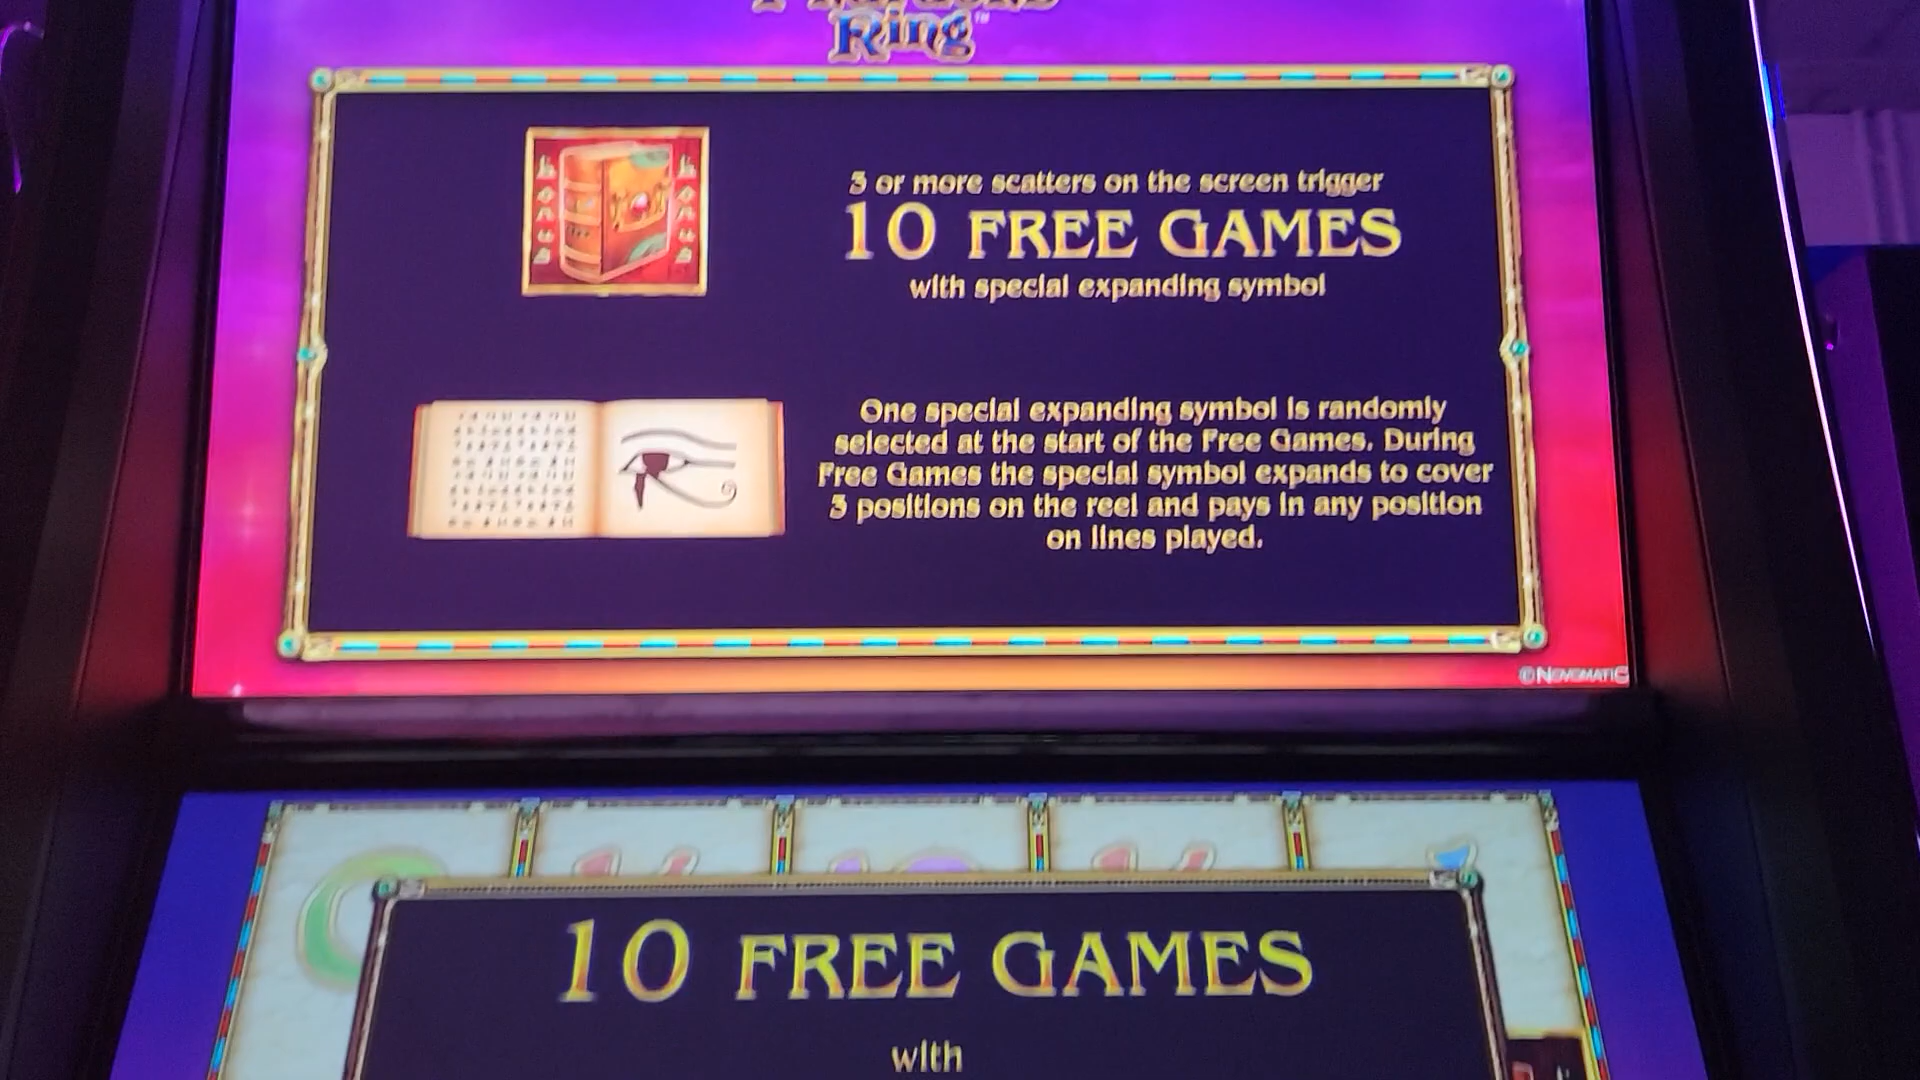 Ring™
3 or more scatters on the screen trigger
10 FREE GAMES
with special expanding symbol
One special expanding symbol is randomly
selected at the start of the Free Games. During
Free Games the special symbol expands to cover
3 positions on the reel and pays in any position
on lines played.
©NOVOMATIC
10 FREE GAMES
with